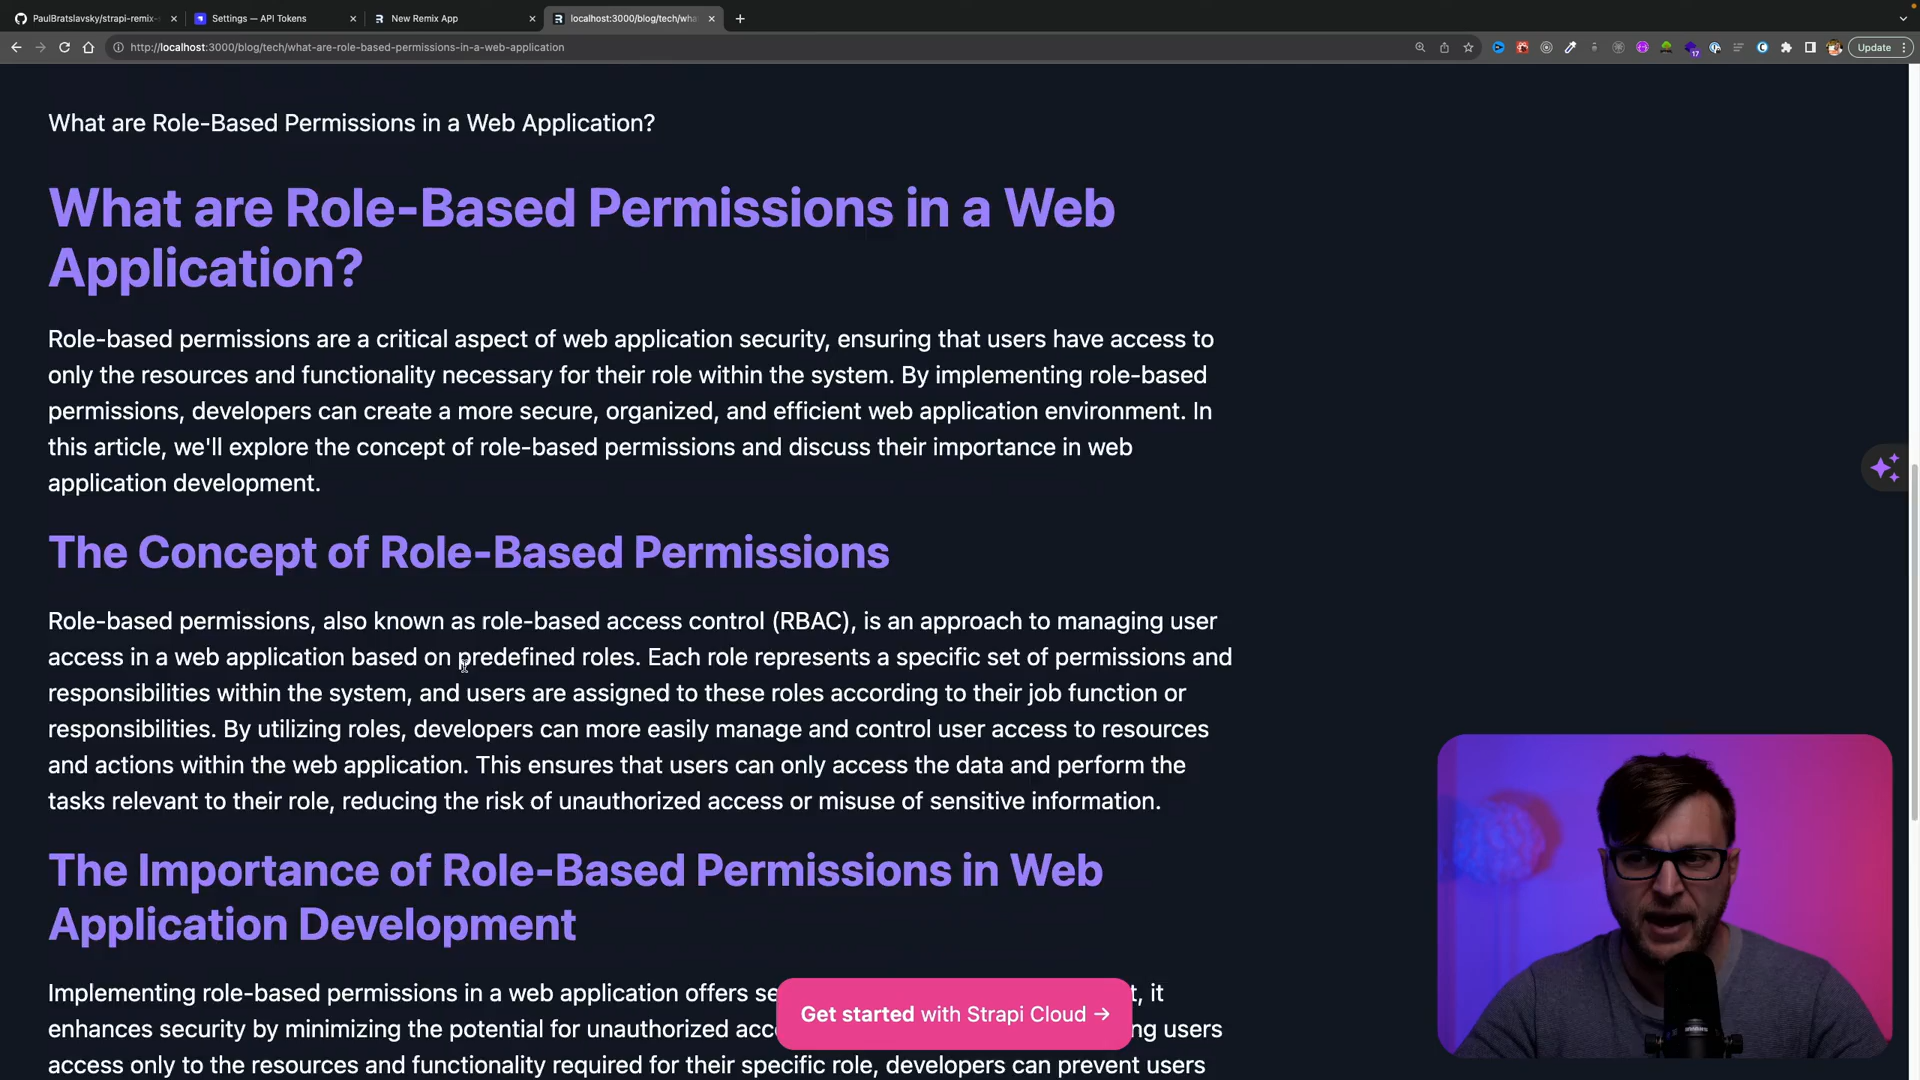 PaulBratslavsky/strapi-remix-
Settings — API Tokens
New Remix App
localhost:3000/blog/tech/wha
http://localhost:3000/blog/tech/what-are-role-based-permissions-in-a-web-application
Update
17
What are Role-Based Permissions in a Web Application?
What are Role-Based Permissions in a Web
Application?
Role-based permissions are a critical aspect of web application security, ensuring that users have access to
only the resources and functionality necessary for their role within the system. By implementing role-based
permissions, developers can create a more secure, organized, and efficient web application environment. In
this article, we'll explore the concept of role-based permissions and discuss their importance in web
application development.
The Concept of Role-Based Permissions
Role-based permissions, also known as role-based access control (RBAC), is an approach to managing user
access in a web application based on predefined roles. Each role represents a specific set of permissions and
responsibilities within the system, and users are assigned to these roles according to their job function or
responsibilities. By utilizing roles, developers can more easily manage and control user access to resources
and actions within the web application. This ensures that users can only access the data and perform the
tasks relevant to their role, reducing the risk of unauthorized access or misuse of sensitive information.
The Importance of Role-Based Permissions in Web
Application Development
Implementing role-based permissions in a web application offers se t, it
enhances security by minimizing the potential for unauthorized acc ng users
Get started with Strapi Cloud →
access only to the resources and functionality required for their specific role, developers can prevent users